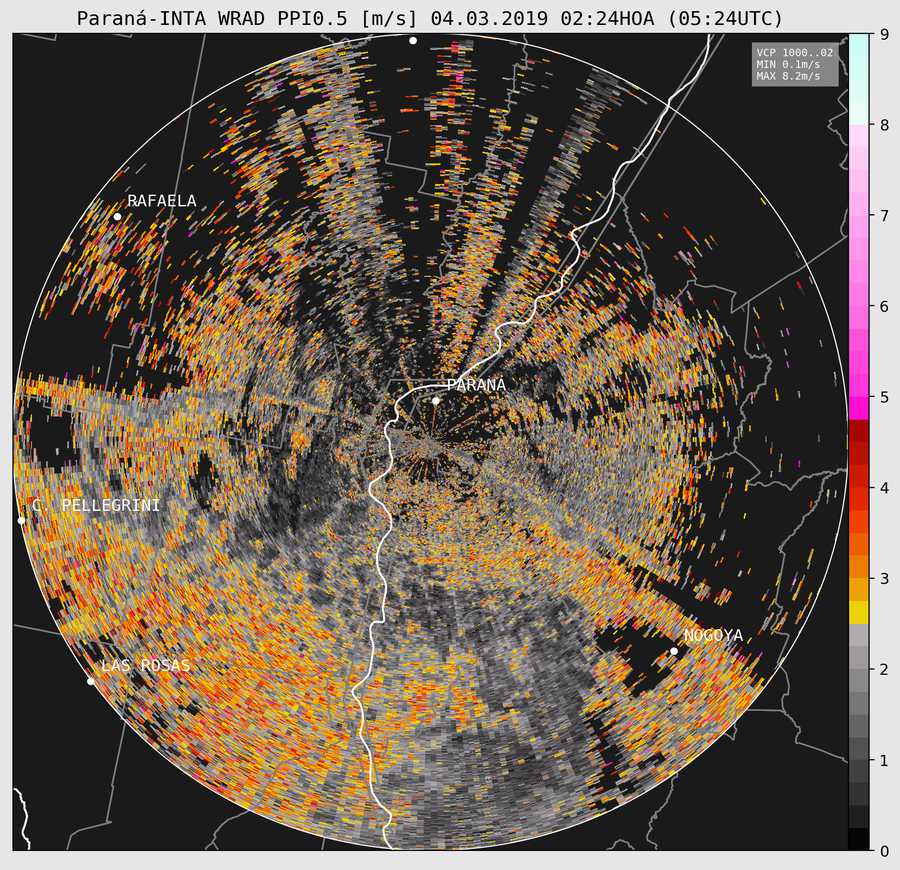 Paraná-INTA WRAD PPI0.5 [m/s] 04.03.2019 02:24HOA (05:24UTC)
VCP 1000..02
MIN 0.1m/s
MAX 8.2m/s
9
8
7
6
5
4
3
2
1
0
RAFAELA
PARANÁ
C. PELLEGRINI
NOGOYA
LAS ROSAS